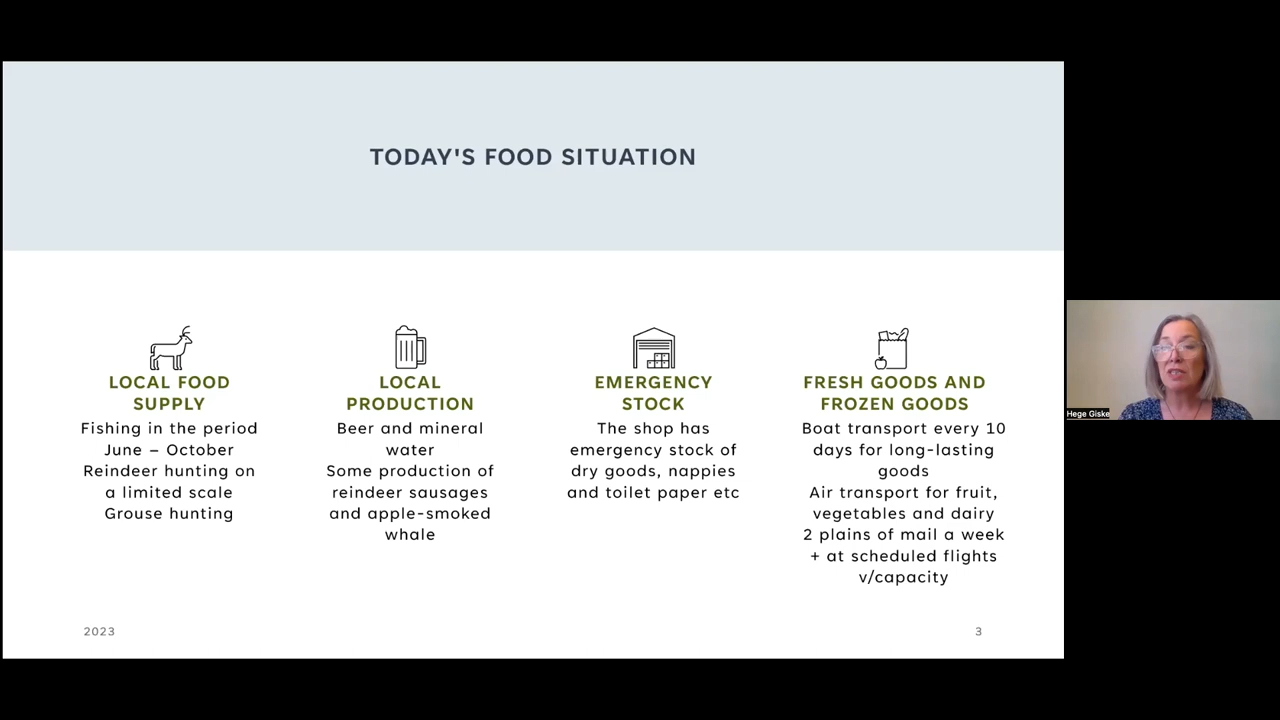 TODAY'S FOOD SITUATION
LOCAL FOOD
SUPPLY
Fishing in the period
June – October
Reindeer hunting on
a limited scale
Grouse hunting
LOCAL
PRODUCTION
Beer and mineral
water
Some production of
reindeer sausages
and apple-smoked
whale
EMERGENCY
STOCK
The shop has
emergency stock of
dry goods, nappies
and toilet paper etc
FRESH GOODS AND
FROZEN GOODS
Boat transport every 10
days for long-lasting
goods
Air transport for fruit,
vegetables and dairy
2 plains of mail a week
+ at scheduled flights
v/capacity
2023
3
Hege Giske